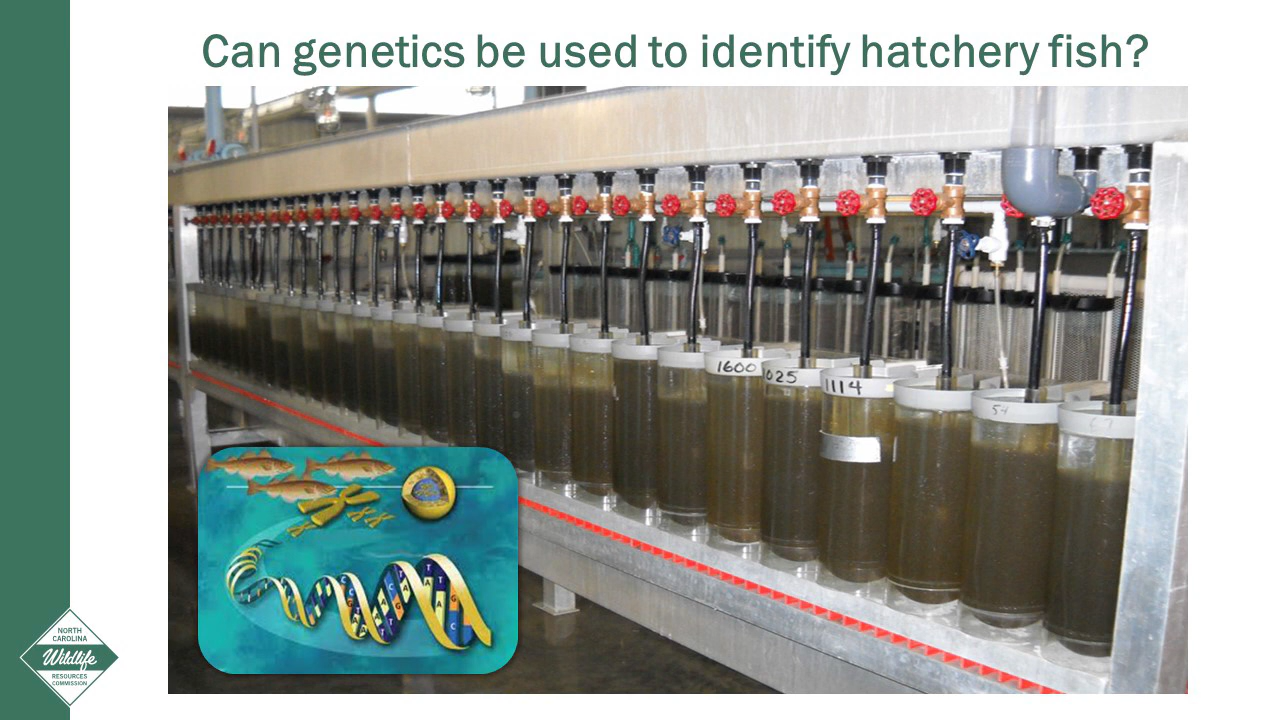 Can genetics be used to identify hatchery fish?
1600
1025
1114
54
T
T
T
A
G
A
C
NORTH
CAROLINA
Wildlife
RESOURCES
COMMISSION